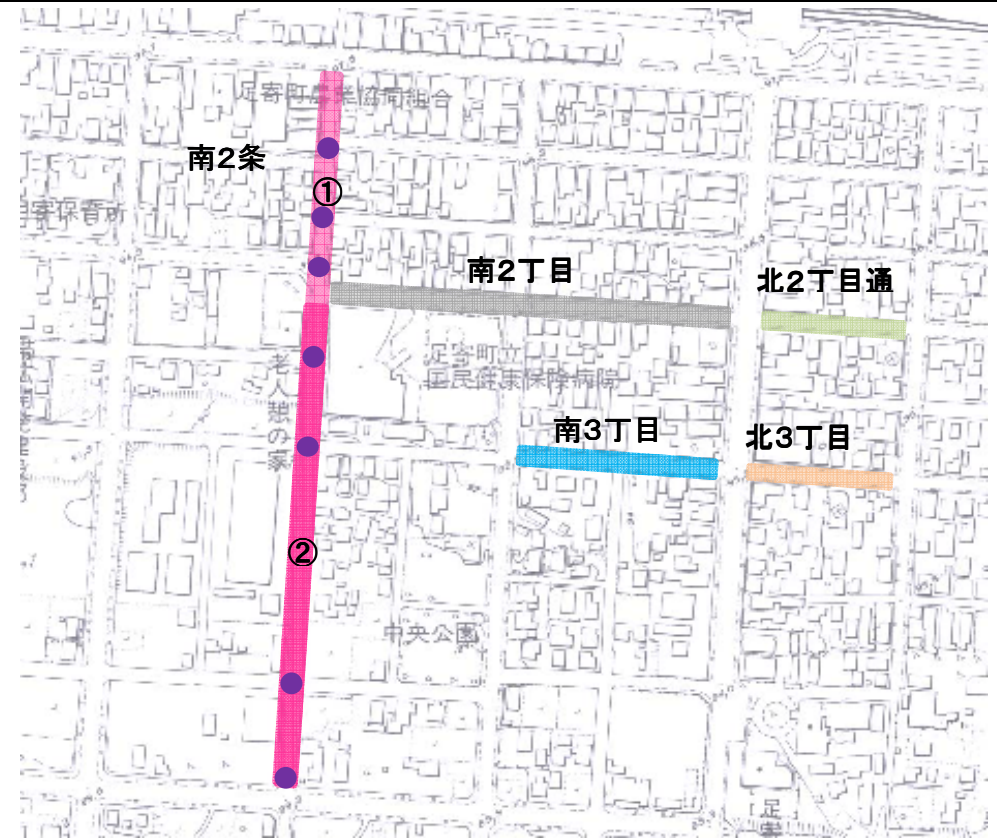 足寄町農業協同組合
南2条
①
南2丁目
北2丁目通
足寄町立
国民健康保険病院
老人憩の家
南3丁目
北3丁目
②
中央公園